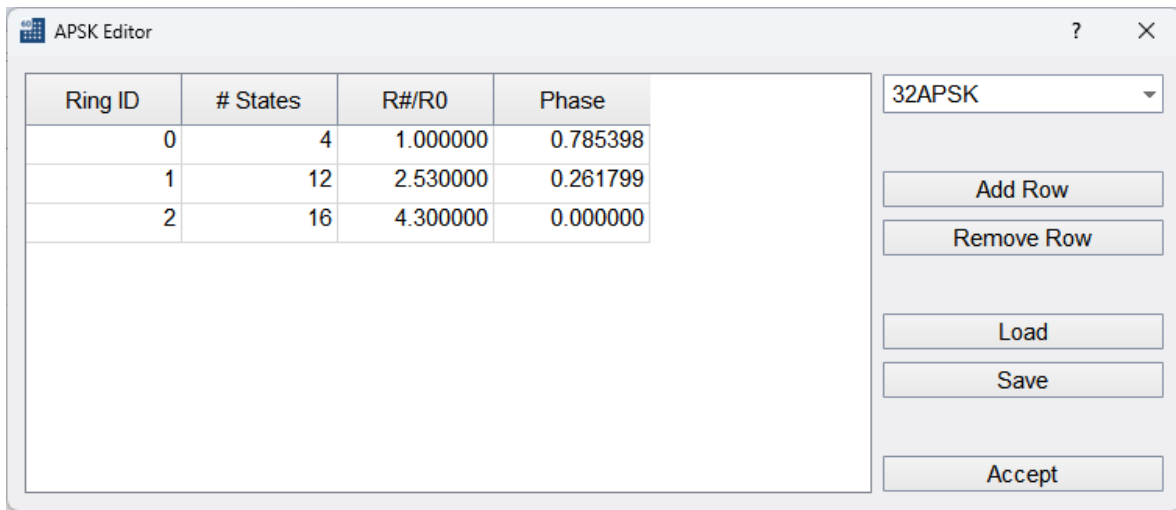 APSK Editor ?
Ring ID # States R#/R0 Phase
0 4 1.000000 0.785398
1 12 2.530000 0.261799
2 16 4.300000 0.000000
32APSK
Add Row
Remove Row
Load
Save
Accept